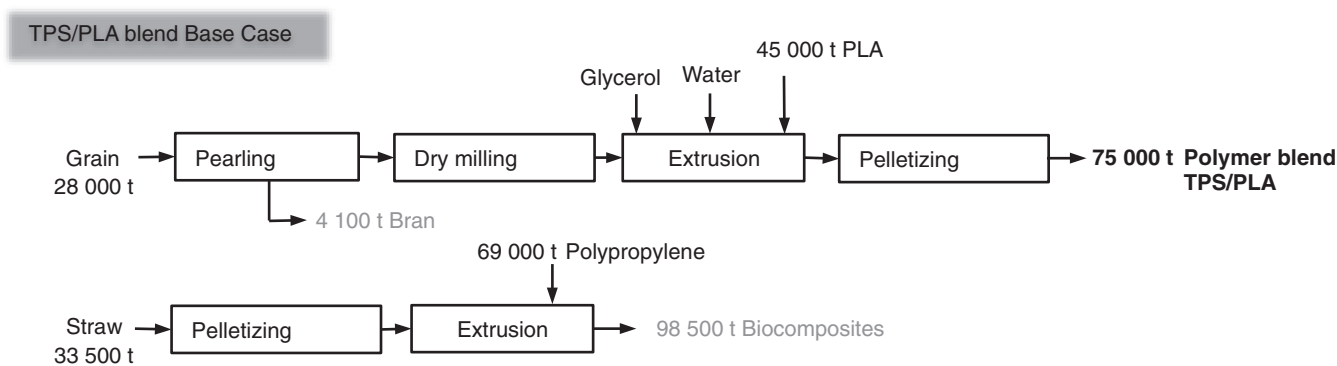 TPS/PLA blend Base Case
45 000 t PLA
Glycerol
Water
Grain
28 000 t
Pearling
Dry milling
Extrusion
Pelletizing
75 000 t Polymer blend
TPS/PLA
4 100 t Bran
69 000 t Polypropylene
Straw
33 500 t
Pelletizing
Extrusion
98 500 t Biocomposites